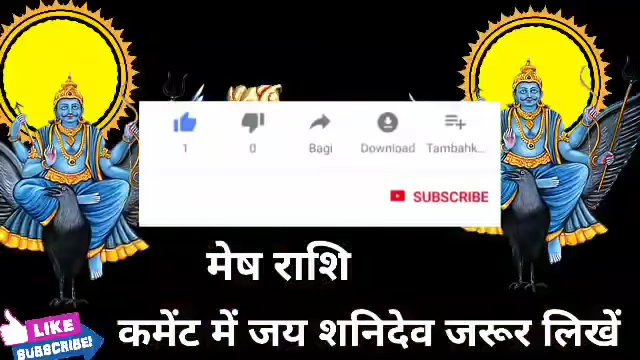 1 0 Bagi Download Tambahk...
SUBSCRIBE
मेष राशि
कमेंट में जय शनिदेव जरूर लिखें
LIKE
SUBSCRIBE!